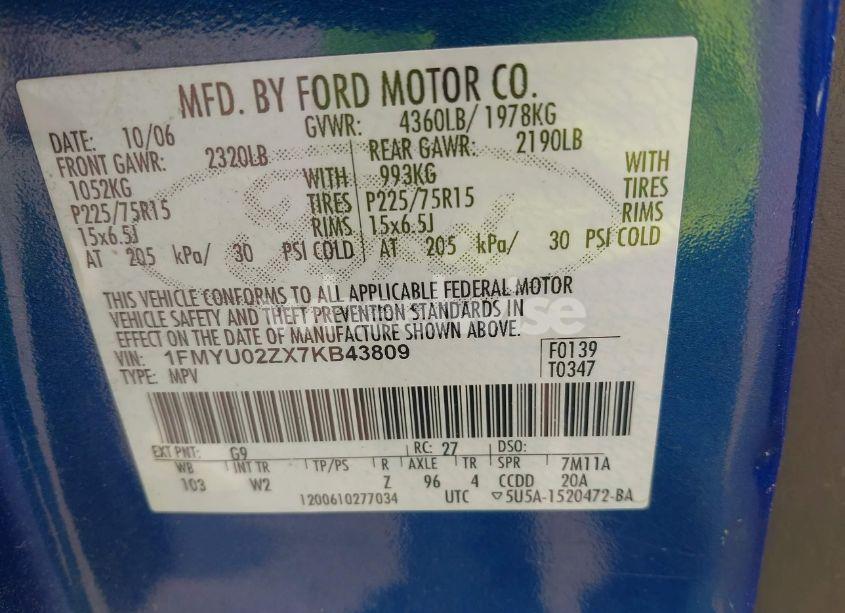 MFD. BY FORD MOTOR CO.
DATE: 10/06 GVWR: 4360LB/ 1978KG
FRONT GAWR: 2320LB REAR GAWR: 2190LB
1052KG WITH 993KG WITH
P225/75R15 TIRES P225/75R15 TIRES
15x6.5J RIMS 15x6.5J RIMS
AT 205 kPa/ 30 PSI COLD AT 205 kPa/ 30 PSI COLD
THIS VEHICLE CONFORMS TO ALL APPLICABLE FEDERAL MOTOR
VEHICLE SAFETY AND THEFT PREVENTION STANDARDS IN
EFFECT ON THE DATE OF MANUFACTURE SHOWN ABOVE.
VIN: 1FMYU02ZX7KB43809 F0139
TYPE: MPV T0347
EXT PNT: G9 RC: 27 DSO:
WB INT TR TP/PS R AXLE TR SPR 7M11A
103 W2 Z 96 4 CCDD 20A
1200610277034 UTC ▽5U5A-1520472-BA